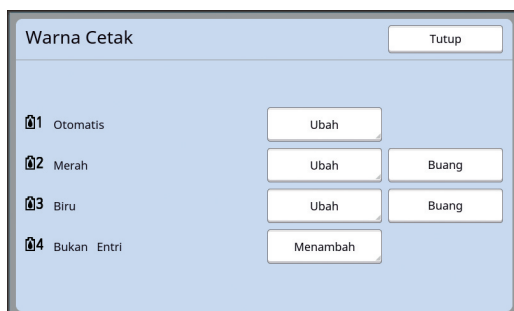 Warna Cetak Tutup
1 Otomatis Ubah
2 Merah Ubah Buang
3 Biru Ubah Buang
4 Bukan Entri Menambah